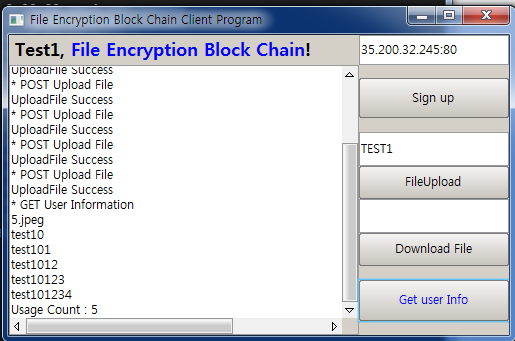 File Encryption Block Chain Client Program
Test1, File Encryption Block Chain!
35.200.32.245:80
UploadFile Success
* POST Upload File
UploadFile Success
* POST Upload File
UploadFile Success
* POST Upload File
UploadFile Success
* POST Upload File
UploadFile Success
* GET User Information
5.jpeg
test10
test101
test1012
test10123
test101234
Usage Count : 5
Sign up
TEST1
FileUpload
Download File
Get user Info